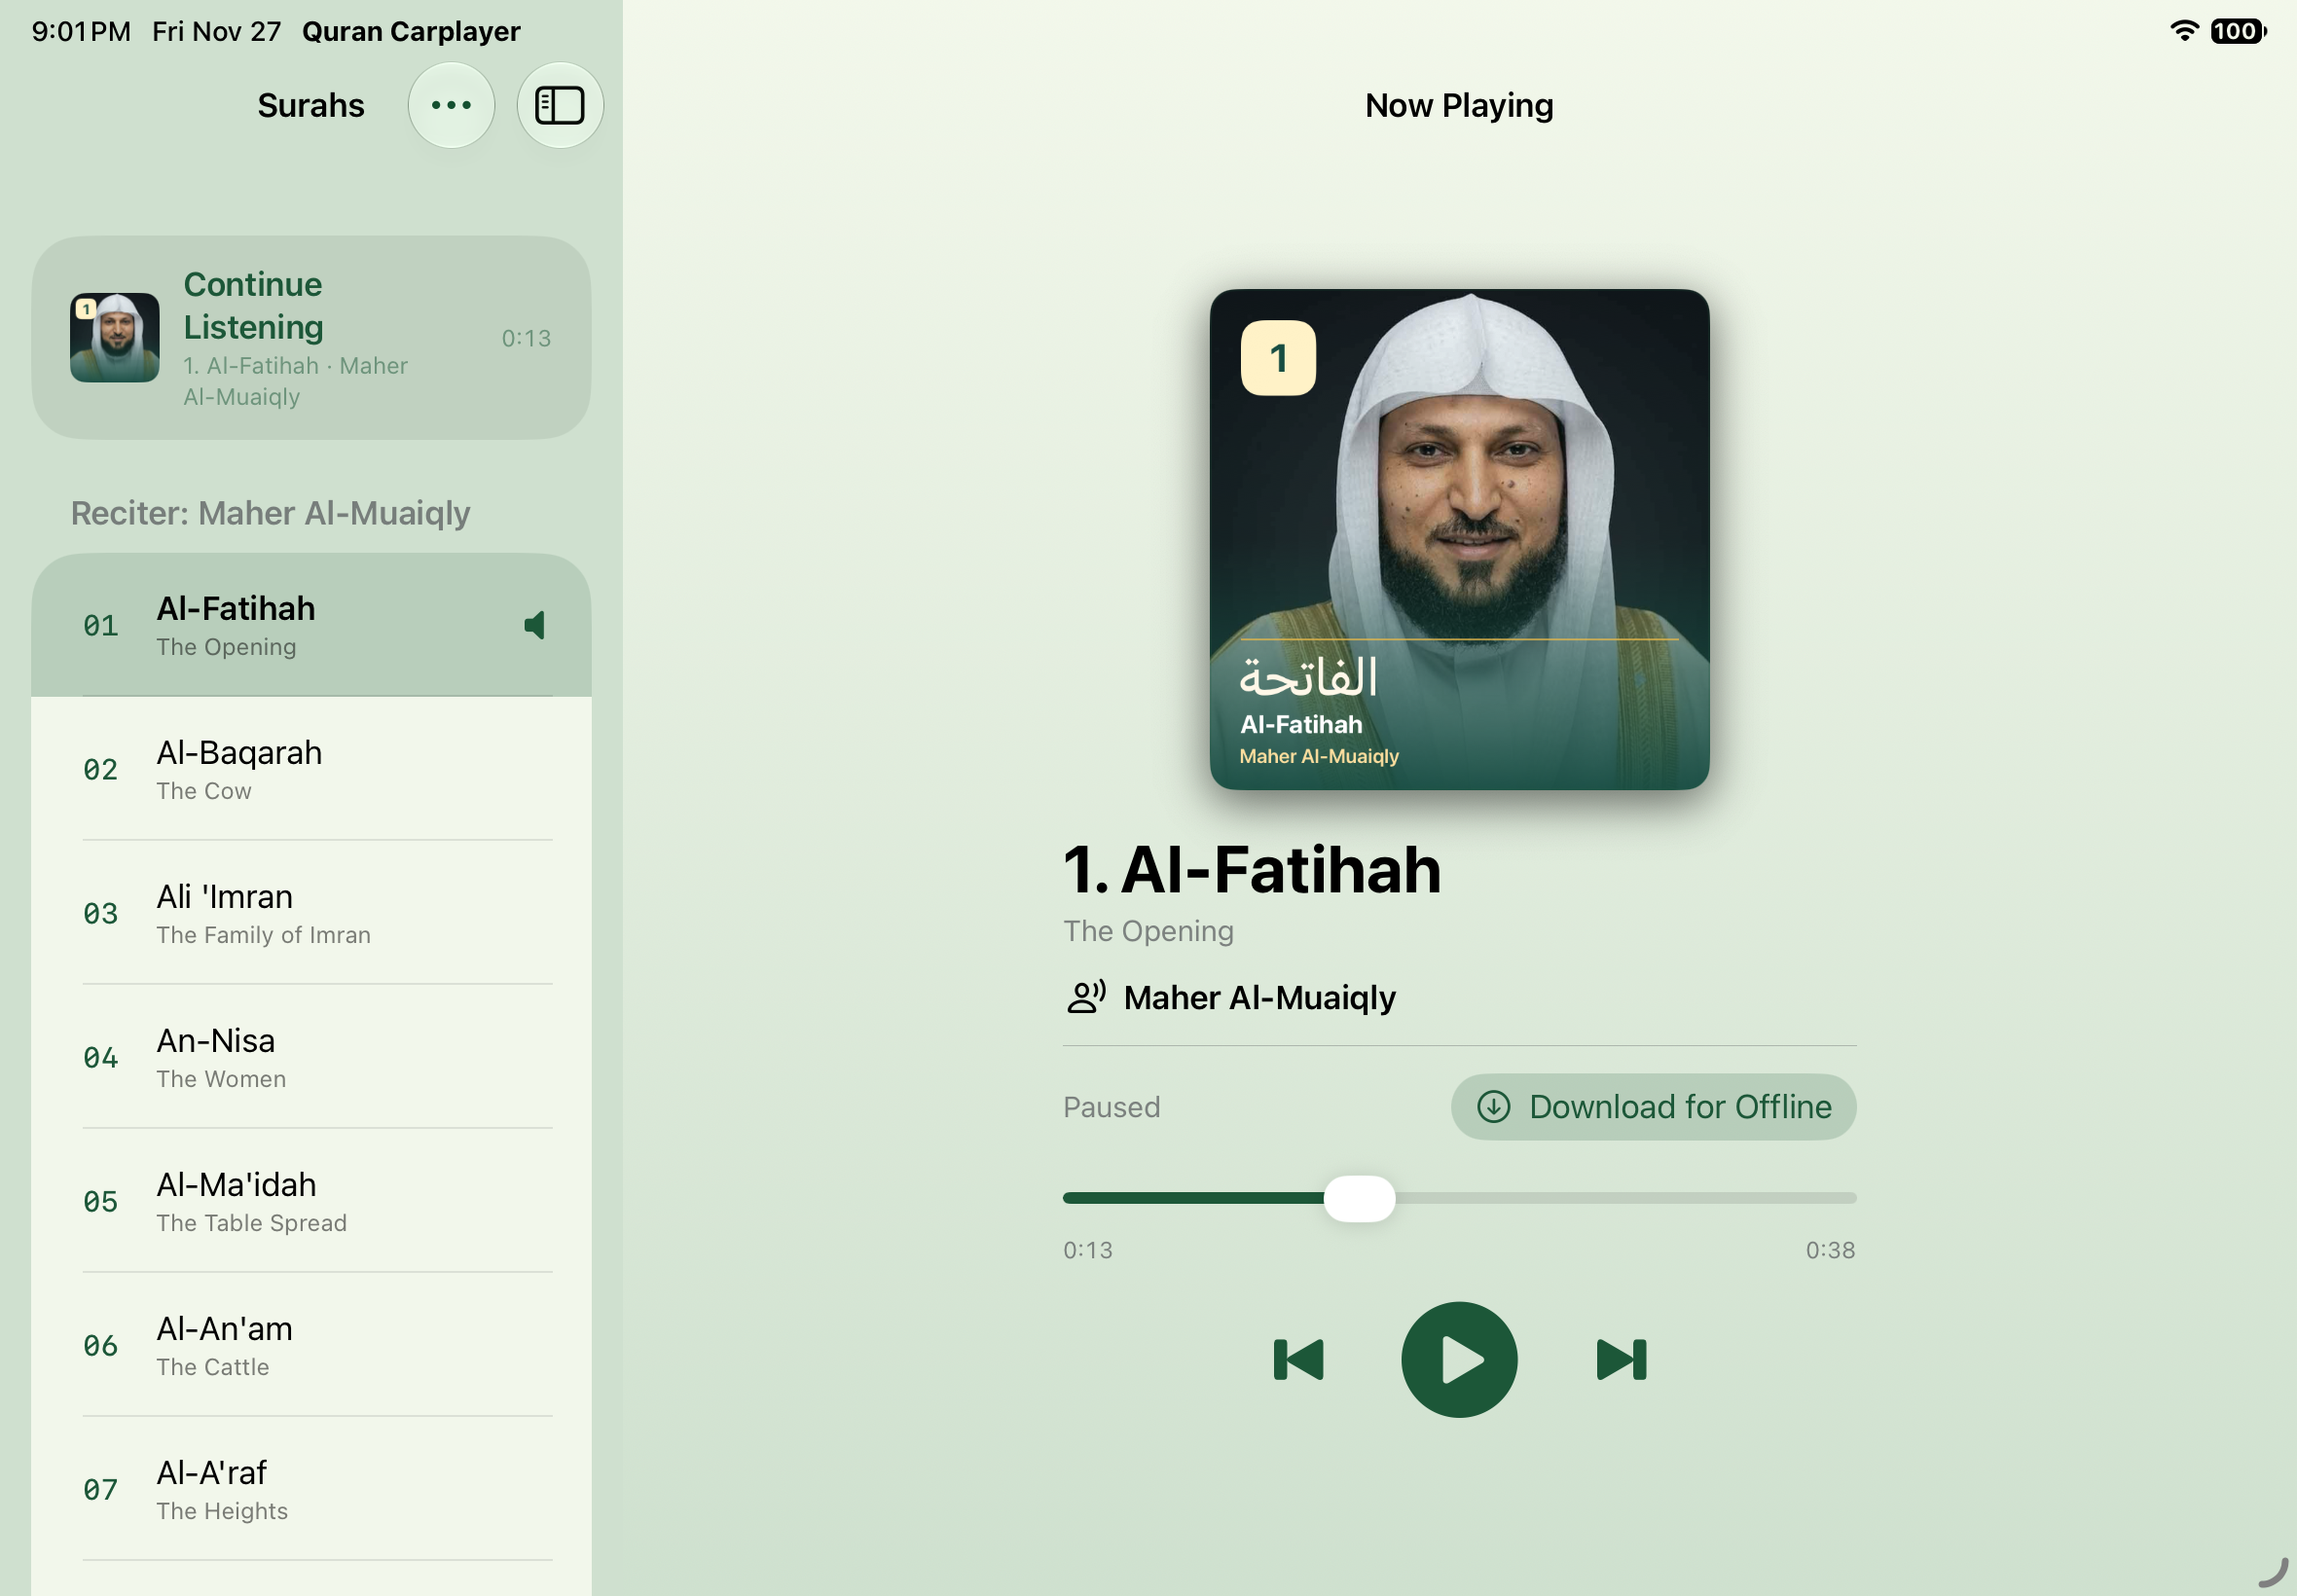 9:01 PM Fri Nov 27 Quran Carplayer
100
Surahs
Now Playing
1
Continue
Listening
1. Al-Fatihah · Maher
Al-Muaiqly
0:13
Reciter: Maher Al-Muaiqly
01
Al-Fatihah
The Opening
02
Al-Baqarah
The Cow
03
Ali 'Imran
The Family of Imran
04
An-Nisa
The Women
05
Al-Ma'idah
The Table Spread
06
Al-An'am
The Cattle
07
Al-A'raf
The Heights
1
الفاتحة
Al-Fatihah
Maher Al-Muaiqly
1. Al-Fatihah
The Opening
Maher Al-Muaiqly
Paused
Download for Offline
0:13
0:38